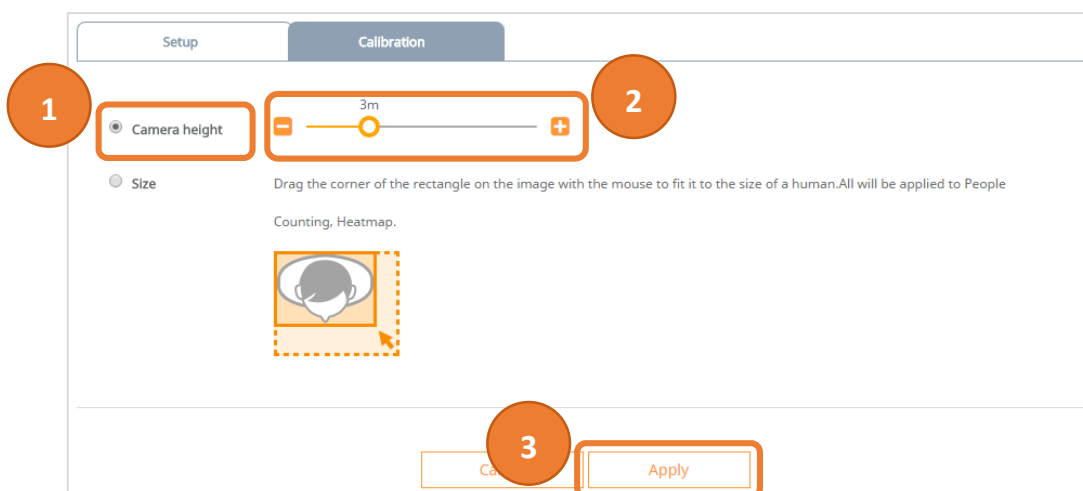 Setup
Calibration
1
2
3m
Camera height
Size
Drag the corner of the rectangle on the image with the mouse to fit it to the size of a human.All will be applied to People
Counting, Heatmap.
3
Apply